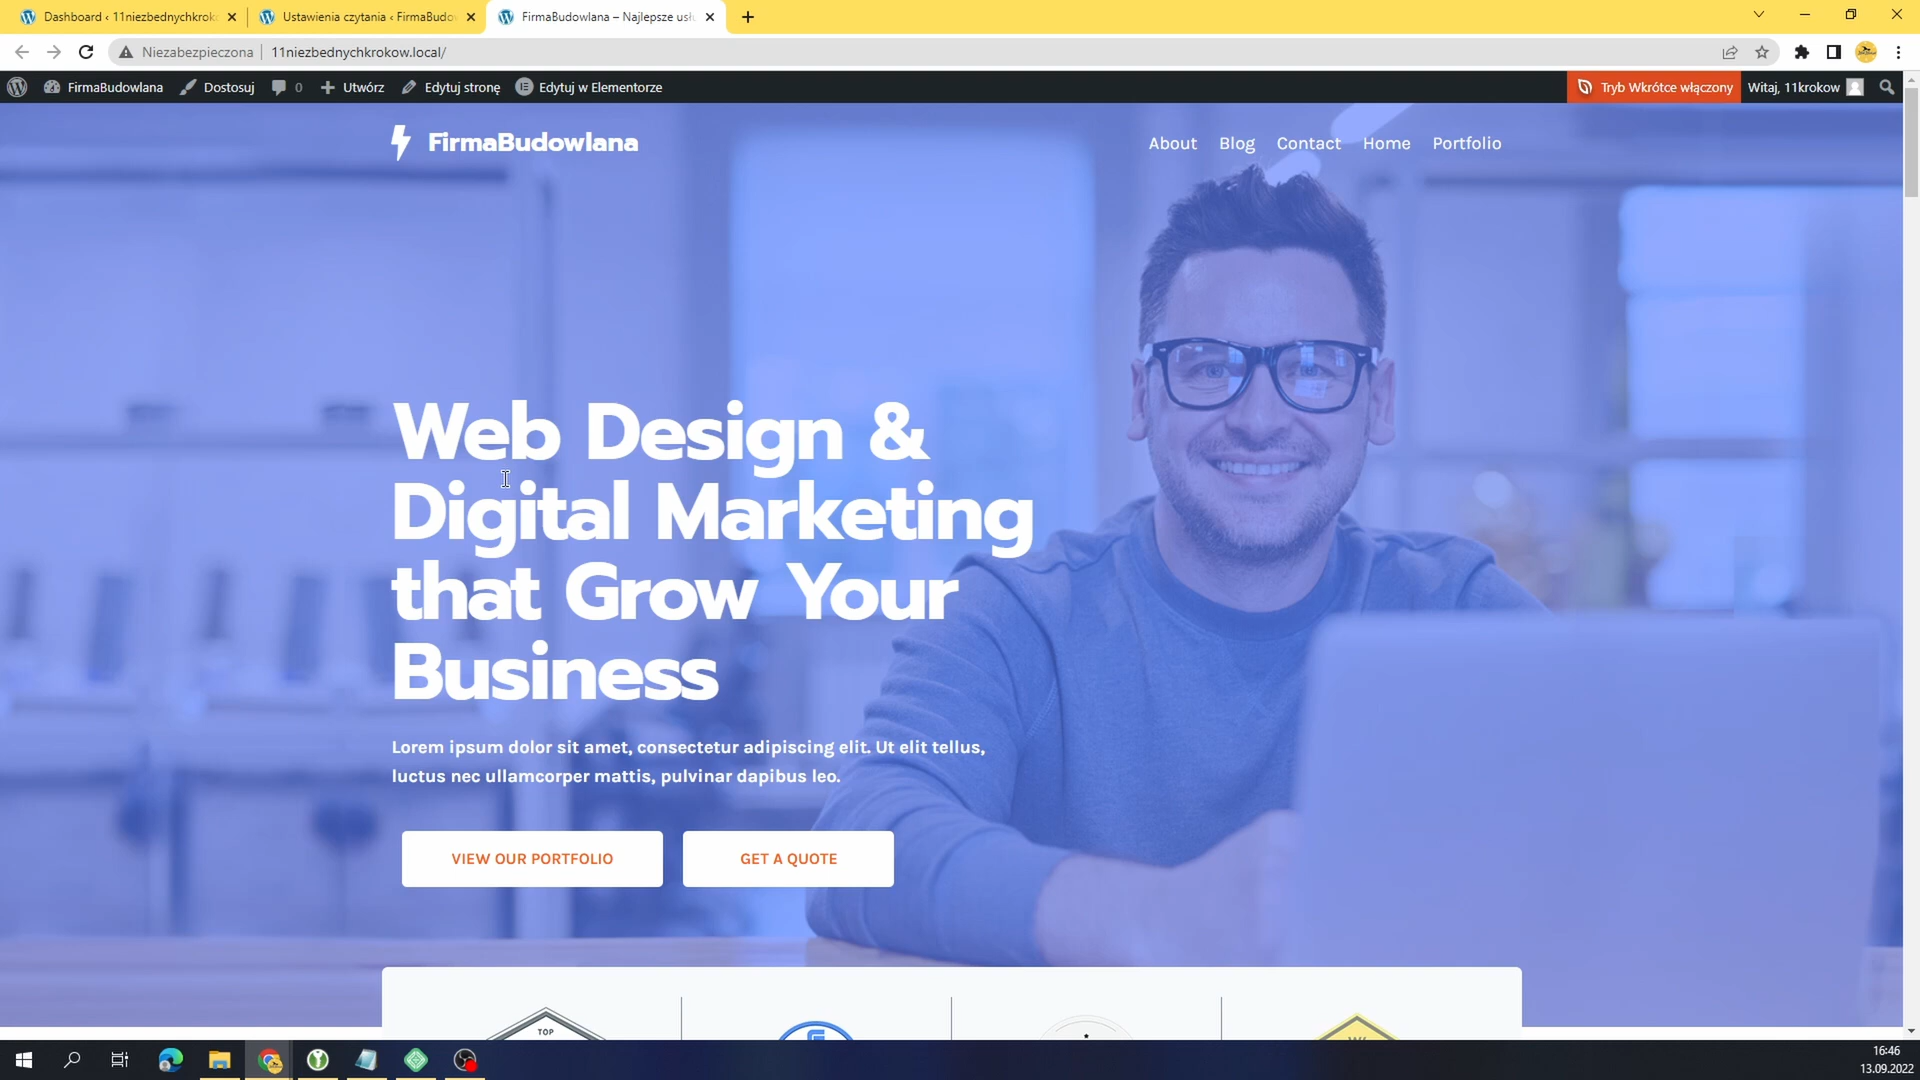 Dashboard ‹ 11niezbednychkrok
Ustawienia czytania ‹ FirmaBudo
FirmaBudowlana – Najlepsze usł
Niezabezpieczona
11niezbednychkrokow.local/
FirmaBudowlana
Dostosuj
0
Utwórz
Edytuj stronę
Edytuj w Elementorze
Tryb Wkrótce włączony
Witaj, 11krokow
FirmaBudowlana
About
Blog
Contact
Home
Portfolio
Web Design &
Digital Marketing
that Grow Your
Business
Lorem ipsum dolor sit amet, consectetur adipiscing elit. Ut elit tellus,
luctus nec ullamcorper mattis, pulvinar dapibus leo.
VIEW OUR PORTFOLIO
GET A QUOTE
TOP
16:46
13.09.2022